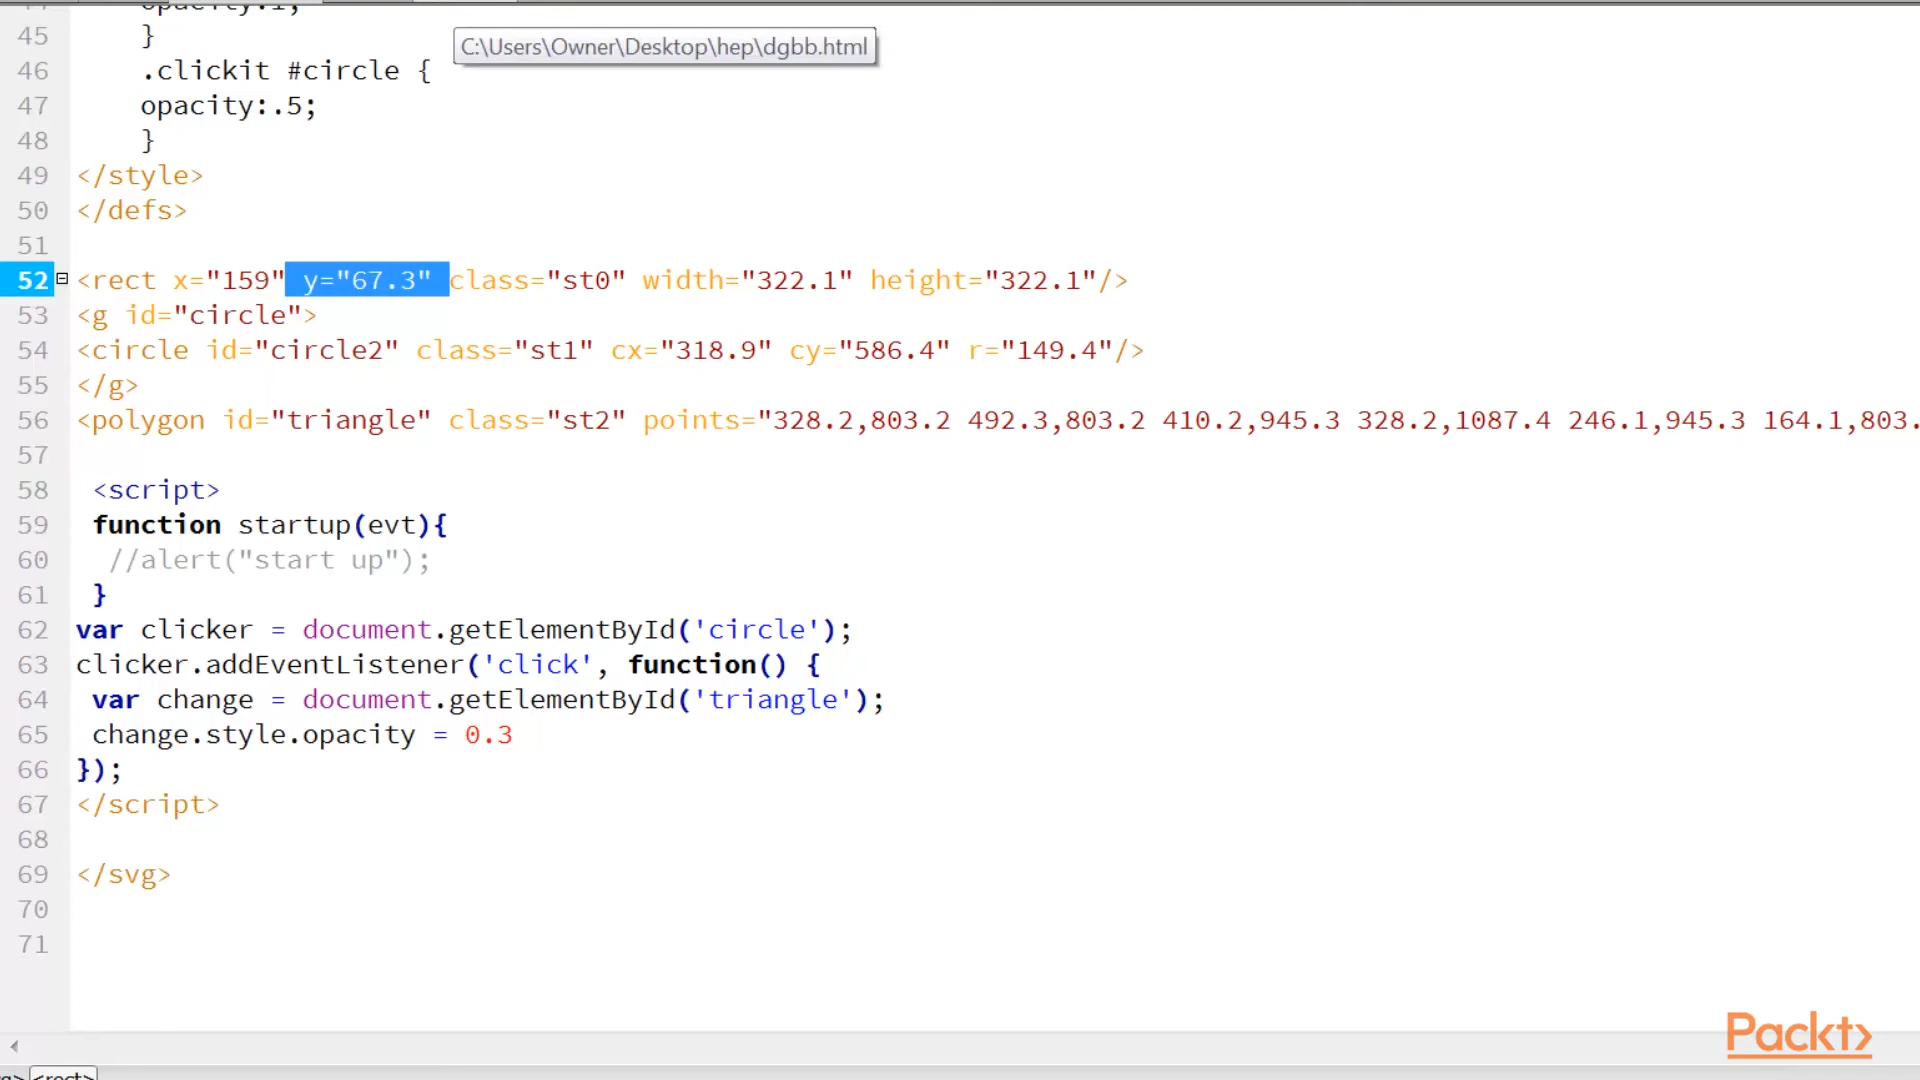 44 opacity:1;
45 }
C:\Users\Owner\Desktop\hep\dgbb.html
46 .clickit #circle {
47 opacity:.5;
48 }
49 </style>
50 </defs>
51
52 <rect x="159" y="67.3" class="st0" width="322.1" height="322.1"/>
53 <g id="circle">
54 <circle id="circle2" class="st1" cx="318.9" cy="586.4" r="149.4"/>
55 </g>
56 <polygon id="triangle" class="st2" points="328.2,803.2 492.3,803.2 410.2,945.3 328.2,1087.4 246.1,945.3 164.1,803.
57
58 <script>
59 function startup(evt){
60 //alert("start up");
61 }
62 var clicker = document.getElementById('circle');
63 clicker.addEventListener('click', function() {
64 var change = document.getElementById('triangle');
65 change.style.opacity = 0.3
66 });
67 </script>
68
69 </svg>
70
71
Packt>
<rect>